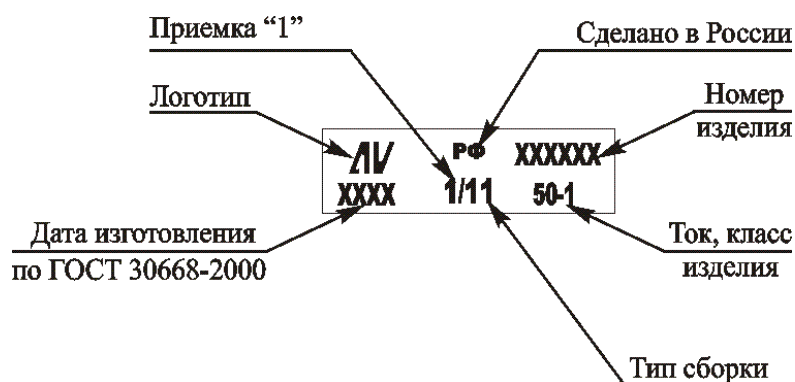 Приемка “1”
Сделано в России
Логотип
Номер
изделия
РФ
XXXXXX
XXXX
1/11
50-1
Дата изготовления
по ГОСТ 30668-2000
Ток, класс
изделия
Тип сборки